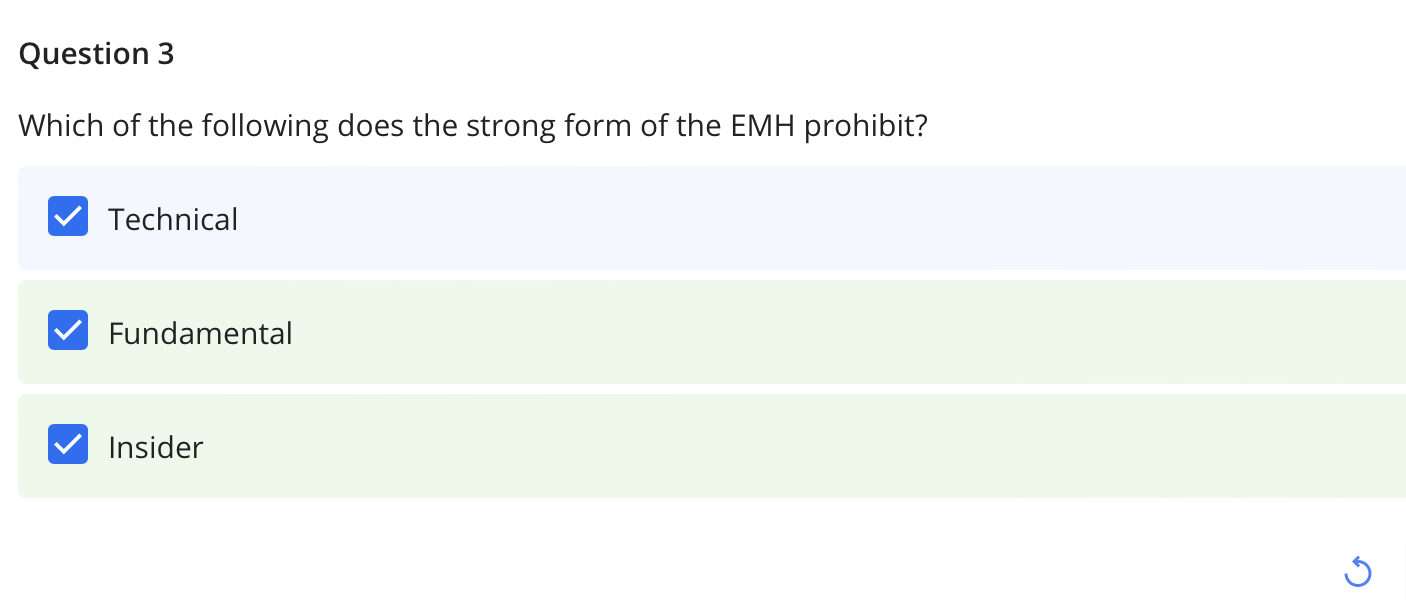 Question 3
Which of the following does the strong form of the EMH prohibit?
Technical
Fundamental
Insider